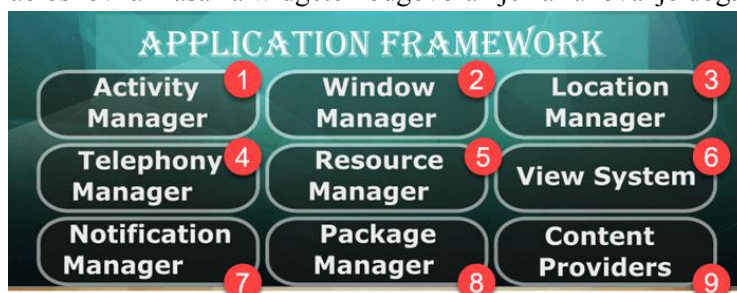 APPLICATION FRAMEWORK
Activity
Manager
1
Window
Manager
2
Location
Manager
3
Telephony
Manager
4
Resource
Manager
5
View System
6
Notification
Manager
7
Package
Manager
8
Content
Providers
9